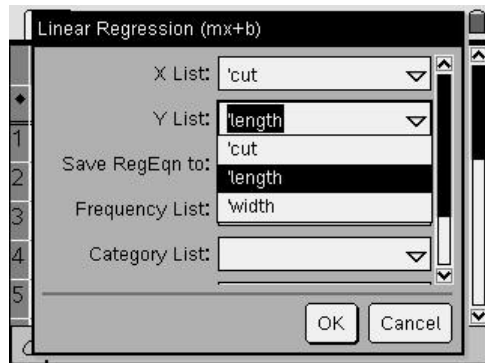 Linear Regression (mx+b)
X List: 'cut
Y List: 'length
'cut
Save RegEqn to:
'length
Frequency List: 'width
Category List:
OK Cancel
1
2
3
4
5